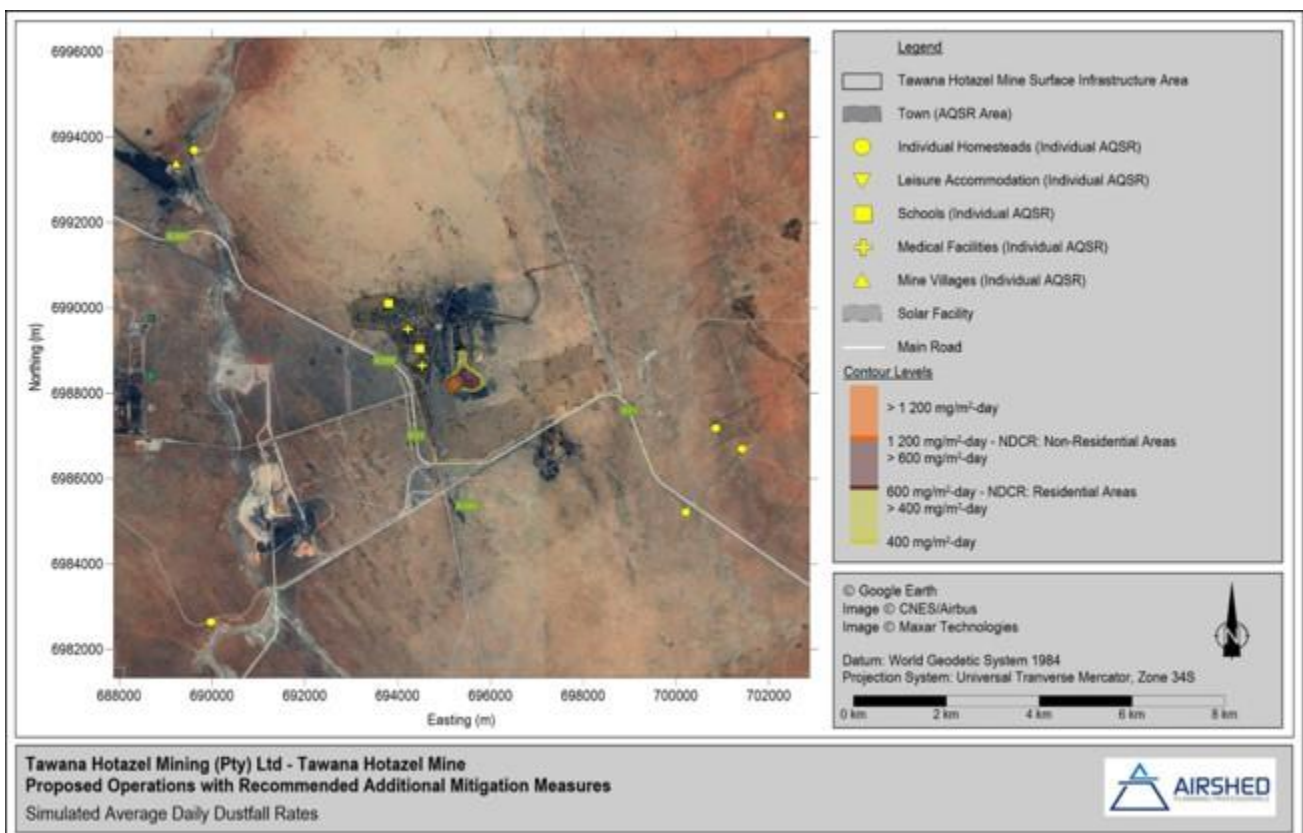 6996000
6994000
6992000
6990000
6988000
6986000
6984000
6982000
Northing (m)
688000 690000 692000 694000 696000 698000 700000 702000
Easting (m)
Legend
Tawana Hotazel Mine Surface Infrastructure Area
Town (AQSR Area)
Individual Homesteads (Individual AQSR)
Leisure Accommodation (Individual AQSR)
Schools (Individual AQSR)
Medical Facilities (Individual AQSR)
Mine Villages (Individual AQSR)
Solar Facility
Main Road
Contour Levels
> 1 200 mg/m²-day
1 200 mg/m²-day - NDCR: Non-Residential Areas
> 600 mg/m²-day
600 mg/m²-day - NDCR: Residential Areas
> 400 mg/m²-day
400 mg/m²-day
© Google Earth
Image © CNES/Airbus
Image © Maxar Technologies
Datum: World Geodetic System 1984
Projection System: Universal Tranverse Mercator, Zone 34S
N
0 km 2 km 4 km 6 km 8 km
Tawana Hotazel Mining (Pty) Ltd - Tawana Hotazel Mine
Proposed Operations with Recommended Additional Mitigation Measures
Simulated Average Daily Dustfall Rates
AIRSHED